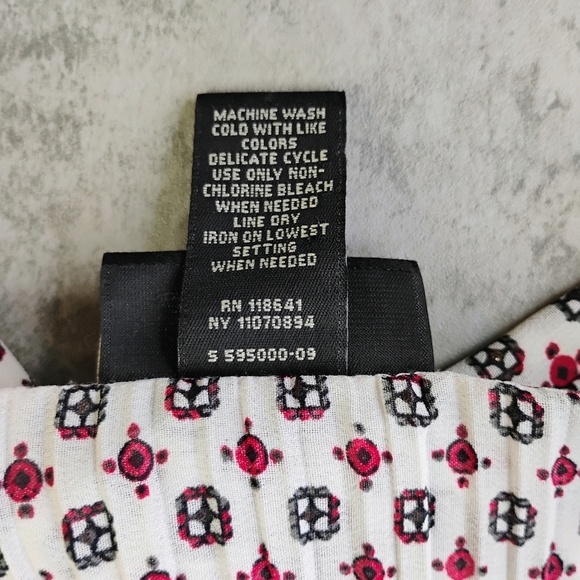 MACHINE WASH
COLD WITH LIKE
COLORS
DELICATE CYCLE
USE ONLY NON-
CHLORINE BLEACH
WHEN NEEDED
LINE DRY
IRON ON LOWEST
SETTING
WHEN NEEDED
RN 118641
NY 11070894
S 595000-09